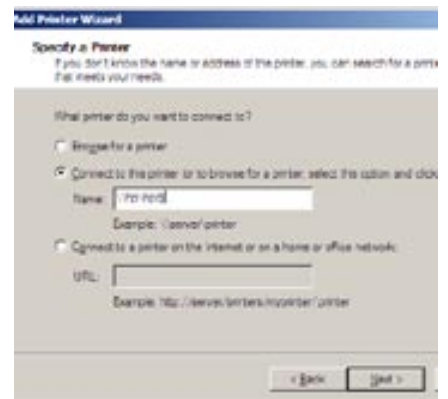 Add Printer Wizard
Specify a Printer
If you don't know the name or address of the printer, you can search for a printe
that meets your needs.
What printer do you want to connect to?
Browse for a printer
Connect to this printer (or to browse for a printer, select this option and click
Name:
Example: \\server\printer
Connect to a printer on the Internet or on a home or office network:
URL:
Example: http://server/printers/myprinter/.printer
< Back
Next >